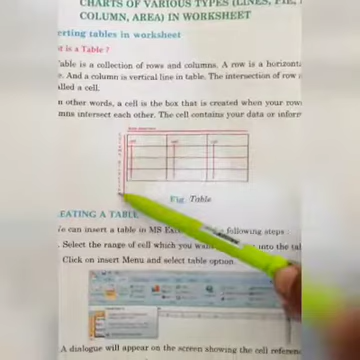 CHARTS OF VARIOUS TYPES (LINES, PIE,
COLUMN, AREA) IN WORKSHEET
erting tables in worksheet
t is a Table ?
able is a collection of rows and columns. A row is a horizonta
e. And a column is vertical line in table. The intersection of row
alled a cell.
n other words, a cell is the box that is created when your row
mns intersect each other. The cell contains your data or inform
Fig Table
EATING A TABLE
e can insert a table in MS following steps :
Select the range of cell which you into the ta
Click on insert Menu and select table option.
A dialogue will appear on the screen showing the cell referen